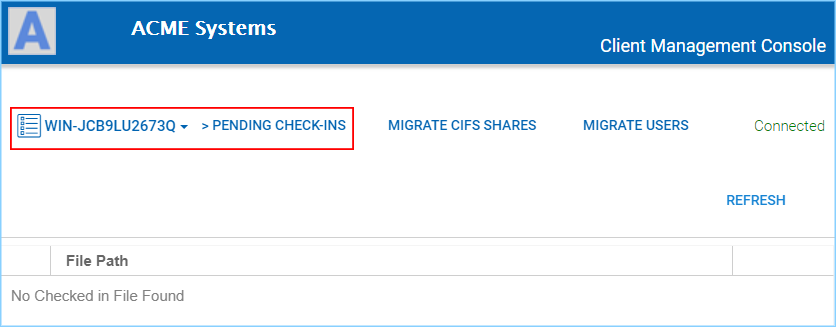 A
ACME Systems
Client Management Console
WIN-JCB9LU2673Q > PENDING CHECK-INS MIGRATE CIFS SHARES MIGRATE USERS Connected
REFRESH
File Path
No Checked in File Found